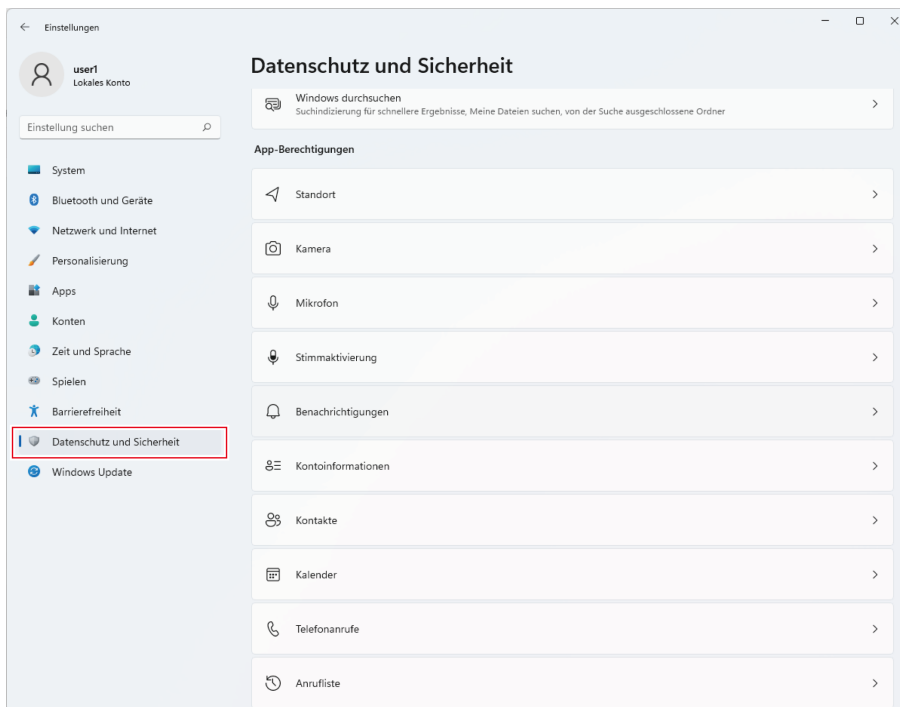 Einstellungen
user1
Lokales Konto
Einstellung suchen
System
Bluetooth und Geräte
Netzwerk und Internet
Personalisierung
Apps
Konten
Zeit und Sprache
Spielen
Barrierefreiheit
Datenschutz und Sicherheit
Windows Update
Datenschutz und Sicherheit
Windows durchsuchen
Suchindizierung für schnellere Ergebnisse, Meine Dateien suchen, von der Suche ausgeschlossene Ordner
App-Berechtigungen
Standort
Kamera
Mikrofon
Stimmaktivierung
Benachrichtigungen
Kontoinformationen
Kontakte
Kalender
Telefonanrufe
Anrufliste